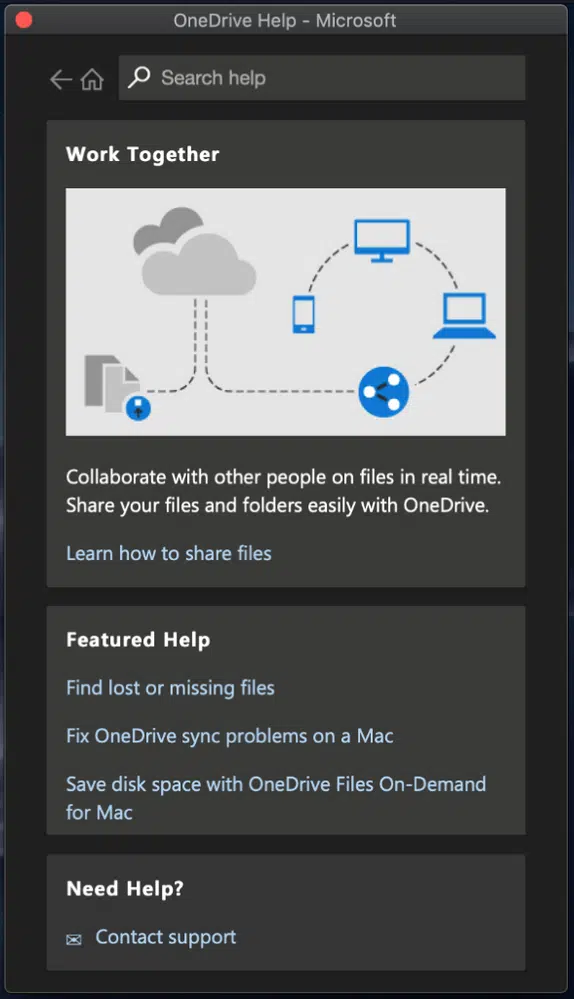 OneDrive Help - Microsoft
Search help
Work Together
Collaborate with other people on files in real time.
Share your files and folders easily with OneDrive.
Learn how to share files
Featured Help
Find lost or missing files
Fix OneDrive sync problems on a Mac
Save disk space with OneDrive Files On-Demand
for Mac
Need Help?
Contact support